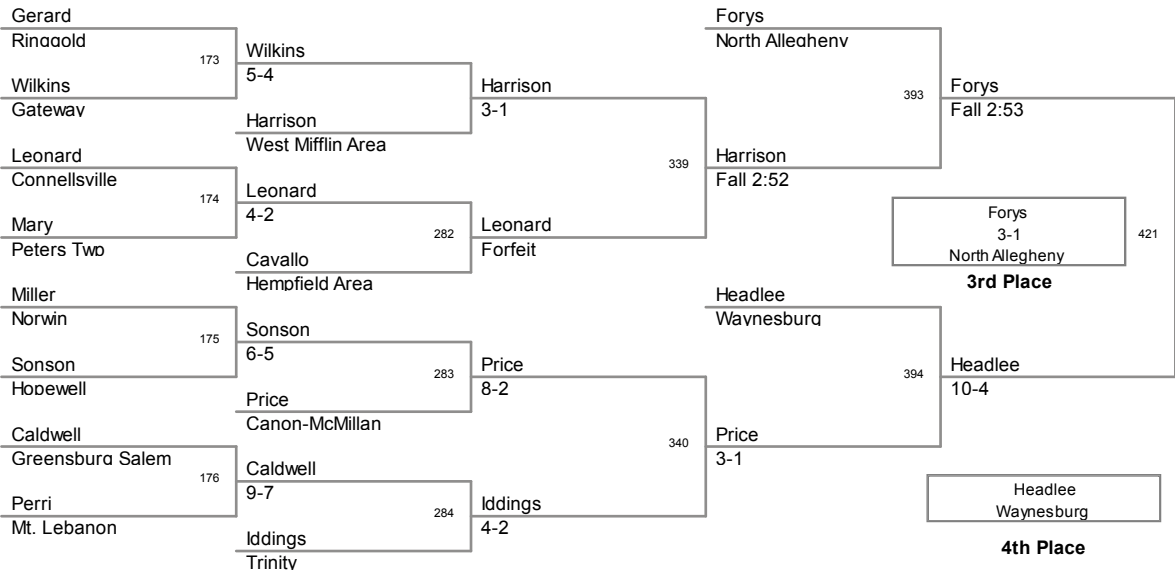 Gerard
Ringgold
173
Wilkins
Gateway
Wilkins
5-4
Harrison
West Mifflin Area
Harrison
3-1
Leonard
Connellsville
174
Mary
Peters Twp
Leonard
4-2
282
Cavallo
Hempfield Area
Leonard
Forfeit
339
Harrison
Fall 2:52
Forys
North Allegheny
393
Forys
Fall 2:53
Miller
Norwin
175
Sonson
Hopewell
Sonson
6-5
283
Price
Canon-McMillan
Price
8-2
Caldwell
Greensburg Salem
176
Perri
Mt. Lebanon
Caldwell
9-7
284
Iddings
Trinity
Iddings
4-2
340
Price
3-1
Headlee
Waynesburg
394
Headlee
10-4
Forys
3-1
North Allegheny
421
3rd Place
Headlee
Waynesburg
4th Place